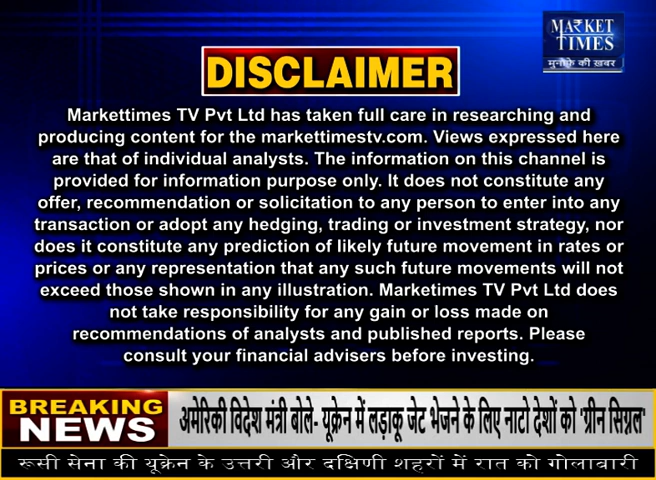 MARKET
TIMES
मुनाफे की ख़बर
DISCLAIMER
Markettimes TV Pvt Ltd has taken full care in researching and
producing content for the markettimestv.com. Views expressed here
are that of individual analysts. The information on this channel is
provided for information purpose only. It does not constitute any
offer, recommendation or solicitation to any person to enter into any
transaction or adopt any hedging, trading or investment strategy, nor
does it constitute any prediction of likely future movement in rates or
prices or any representation that any such future movements will not
exceed those shown in any illustration. Marketimes TV Pvt Ltd does
not take responsibility for any gain or loss made on
recommendations of analysts and published reports. Please
consult your financial advisers before investing.
BREAKING
NEWS
अमेरिकी विदेश मंत्री बोले- यूक्रेन में लड़ाकू जेट भेजने के लिए नाटो देशों को 'ग्रीन सिग्नल'
रूसी सेना की यूक्रेन के उत्तरी और दक्षिणी शहरों में रात को गोलाबारी